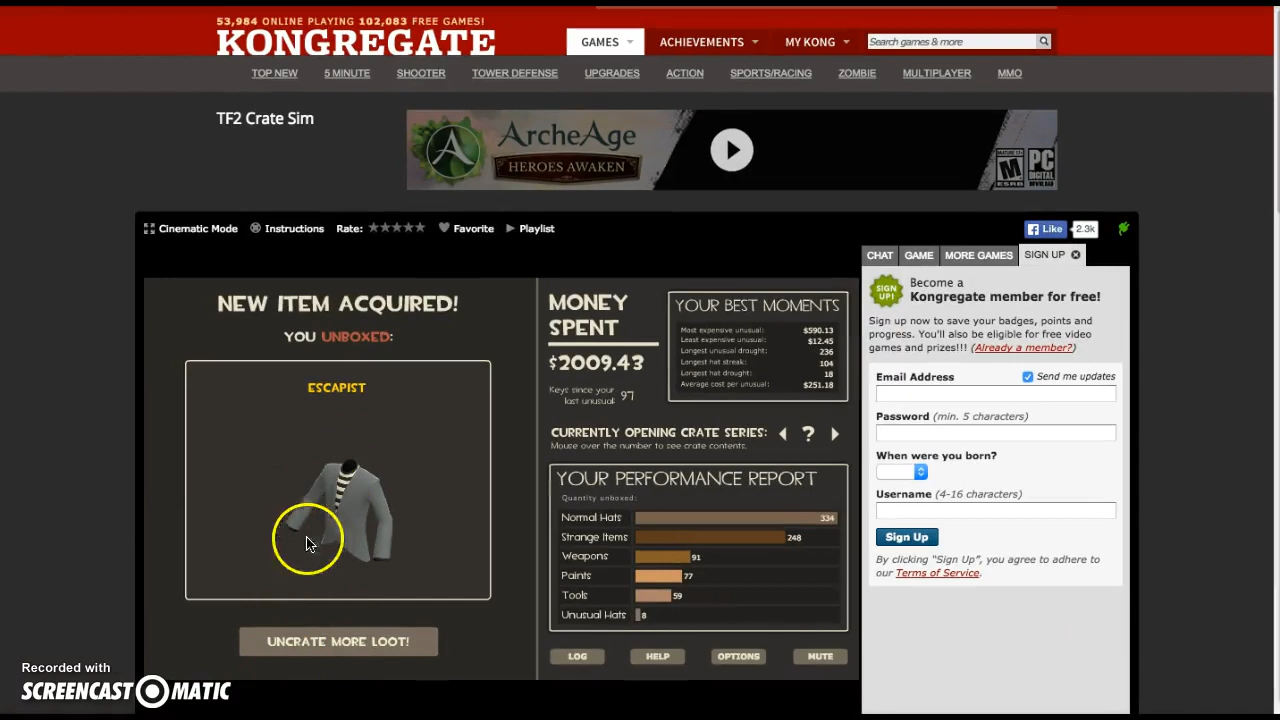 53,984 ONLINE PLAYING 102,083 FREE GAMES!
KONGREGATE
GAMES
ACHIEVEMENTS
MY KONG
Search games & more
TOP NEW
5 MINUTE
SHOOTER
TOWER DEFENSE
UPGRADES
ACTION
SPORTS/RACING
ZOMBIE
MULTIPLAYER
MMO
TF2 Crate Sim
ArcheAge
HEROES AWAKEN
M
ESRB
PC
Cinematic Mode
Instructions
Rate:
Favorite
Playlist
Like
2.3k
CHAT
GAME
MORE GAMES
SIGN UP
NEW ITEM ACQUIRED!
YOU UNBOXED:
ESCAPIST
UNCRATE MORE LOOT!
MONEY
SPENT
$2009.43
Keys since your
last unusual: 97
YOUR BEST MOMENTS
Most expensive unusual: $590.13
Least expensive unusual: $12.45
Longest unusual drought: 236
Longest hat streak: 104
Longest hat drought: 18
Average cost per unusual: $251.18
CURRENTLY OPENING CRATE SERIES: ?
Mouse over the number to see crate contents.
YOUR PERFORMANCE REPORT
Quantity unboxed:
Normal Hats 334
Strange Items 248
Weapons 91
Paints 77
Tools 59
Unusual Hats 8
LOG
HELP
OPTIONS
MUTE
SIGN UP!
Become a
Kongregate member for free!
Sign up now to save your badges, points and
progress. You'll also be eligible for free video
games and prizes!!! (Already a member?)
Email Address
Send me updates
Password (min. 5 characters)
When were you born?
Username (4-16 characters)
Sign Up
By clicking "Sign Up", you agree to adhere to
our Terms of Service.
Recorded with
SCREENCAST-O-MATIC